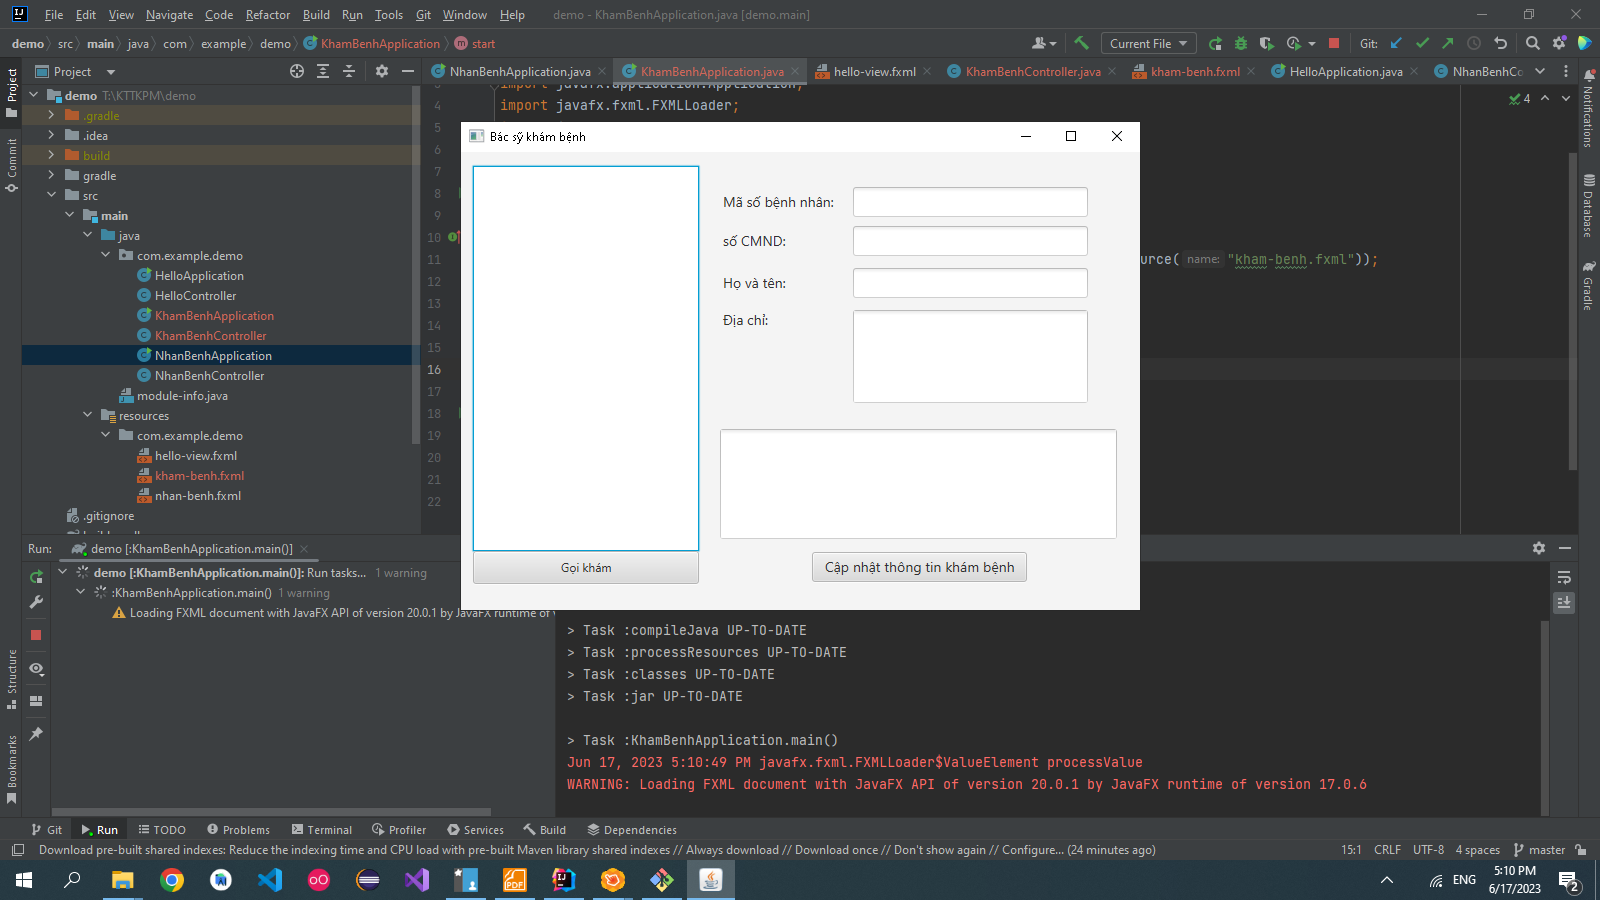 File Edit View Navigate Code Refactor Build Run Tools Git Window Help demo - KhamBenhApplication.java [demo.main]
demo src main java com example demo KhamBenhApplication start
Current File Git:
Project
NhanBenhApplication.java KhamBenhApplication.java hello-view.fxml KhamBenhController.java kham-benh.fxml HelloApplication.java NhanBenhCo
demo T:\KTTKPM\demo
.gradle
.idea
build
gradle
src
main
java
com.example.demo
HelloApplication
HelloController
KhamBenhApplication
KhamBenhController
NhanBenhApplication
NhanBenhController
module-info.java
resources
com.example.demo
hello-view.fxml
kham-benh.fxml
nhan-benh.fxml
.gitignore
import javafx.application.Application;
4 import javafx.fxml.FXMLLoader;
4
5
6
7
8
9
10
11 urce( name: "kham-benh.fxml"));
12
13
14
15
16
17
18
19
20
21
22
Bác sỹ khám bệnh
Mã số bệnh nhân:
số CMND:
Họ và tên:
Địa chỉ:
Gọi khám
Cập nhật thông tin khám bệnh
Project
Commit
Structure
Bookmarks
Notifications
Database
Gradle
Run: demo [:KhamBenhApplication.main()]
demo [:KhamBenhApplication.main()]: Run tasks... 1 warning
:KhamBenhApplication.main() 1 warning
Loading FXML document with JavaFX API of version 20.0.1 by JavaFX runtime of
> Task :compileJava UP-TO-DATE
> Task :processResources UP-TO-DATE
> Task :classes UP-TO-DATE
> Task :jar UP-TO-DATE
> Task :KhamBenhApplication.main()
Jun 17, 2023 5:10:49 PM javafx.fxml.FXMLLoader$ValueElement processValue
WARNING: Loading FXML document with JavaFX API of version 20.0.1 by JavaFX runtime of version 17.0.6
Git Run TODO Problems Terminal Profiler Services Build Dependencies
Download pre-built shared indexes: Reduce the indexing time and CPU load with pre-built Maven library shared indexes // Always download // Download once // Don't show again // Configure... (24 minutes ago) 15:1 CRLF UTF-8 4 spaces master
ENG
5:10 PM
6/17/2023
2